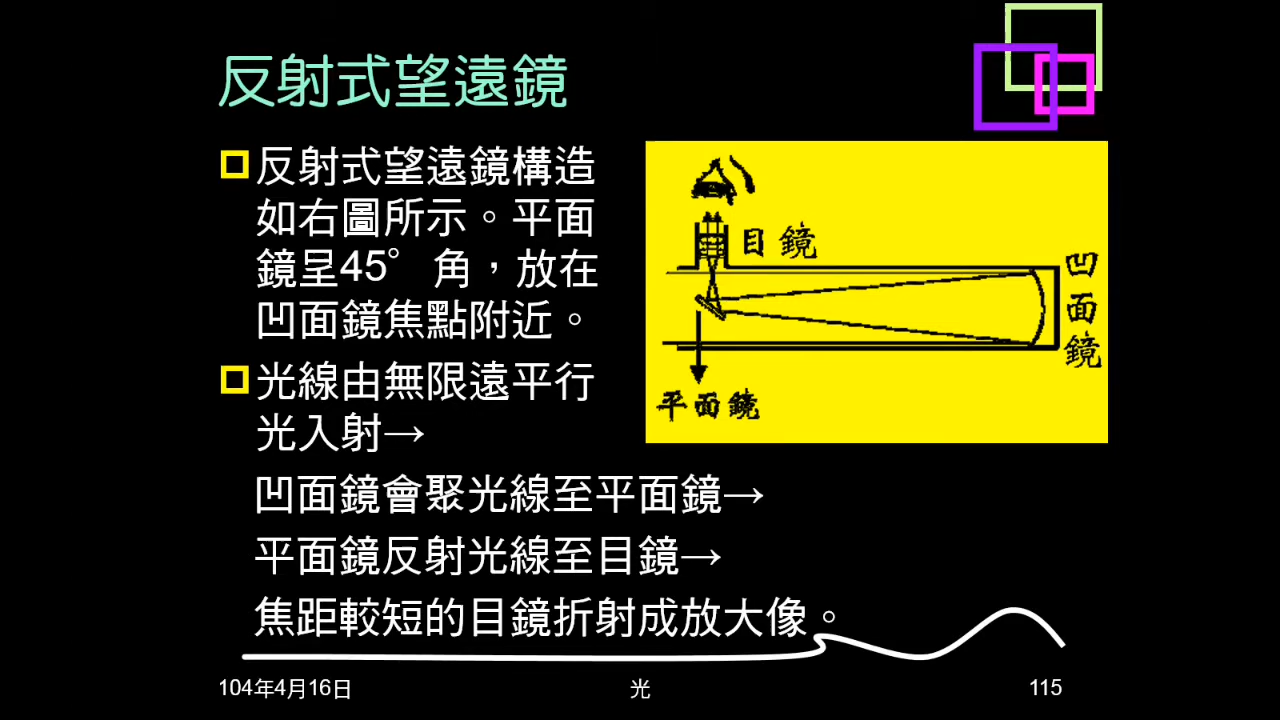 反射式望遠鏡
反射式望遠鏡構造
如右圖所示。平面
鏡呈45° 角，放在
凹面鏡焦點附近。
光線由無限遠平行
光入射→
凹面鏡會聚光線至平面鏡→
平面鏡反射光線至目鏡→
焦距較短的目鏡折射成放大像。
目鏡
凹面鏡
平面鏡
104年4月16日
光
115